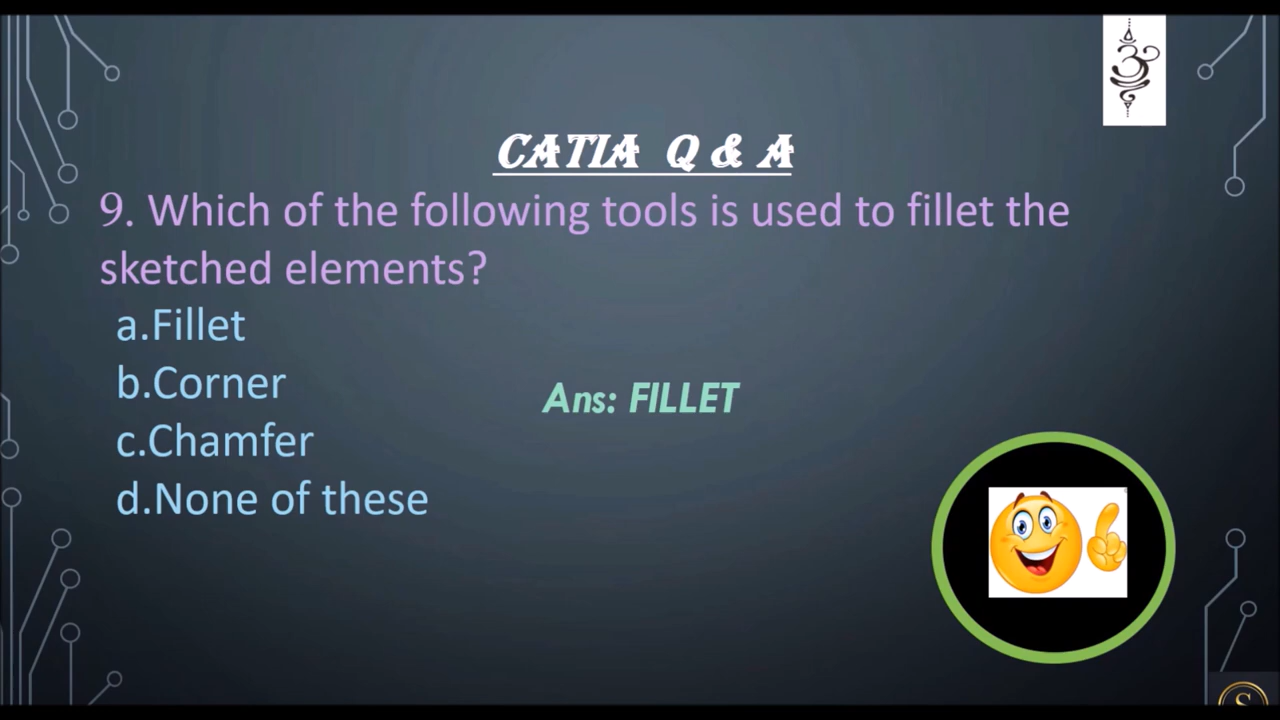 CATIA Q & A
9. Which of the following tools is used to fillet the
sketched elements?
a.Fillet
b.Corner
c.Chamfer
d.None of these
Ans: FILLET
S